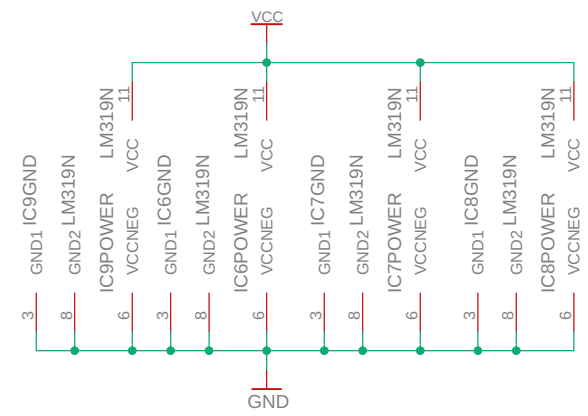 VCC
IC9GND
GND1
3
LM319N
GND2
8
LM319N
IC9POWER
11
VCC
VCCNEG
6
IC6GND
GND1
3
LM319N
GND2
8
LM319N
IC6POWER
11
VCC
VCCNEG
6
IC7GND
GND1
3
LM319N
GND2
8
LM319N
IC7POWER
11
VCC
VCCNEG
6
IC8GND
GND1
3
LM319N
GND2
8
LM319N
IC8POWER
11
VCC
VCCNEG
6
GND